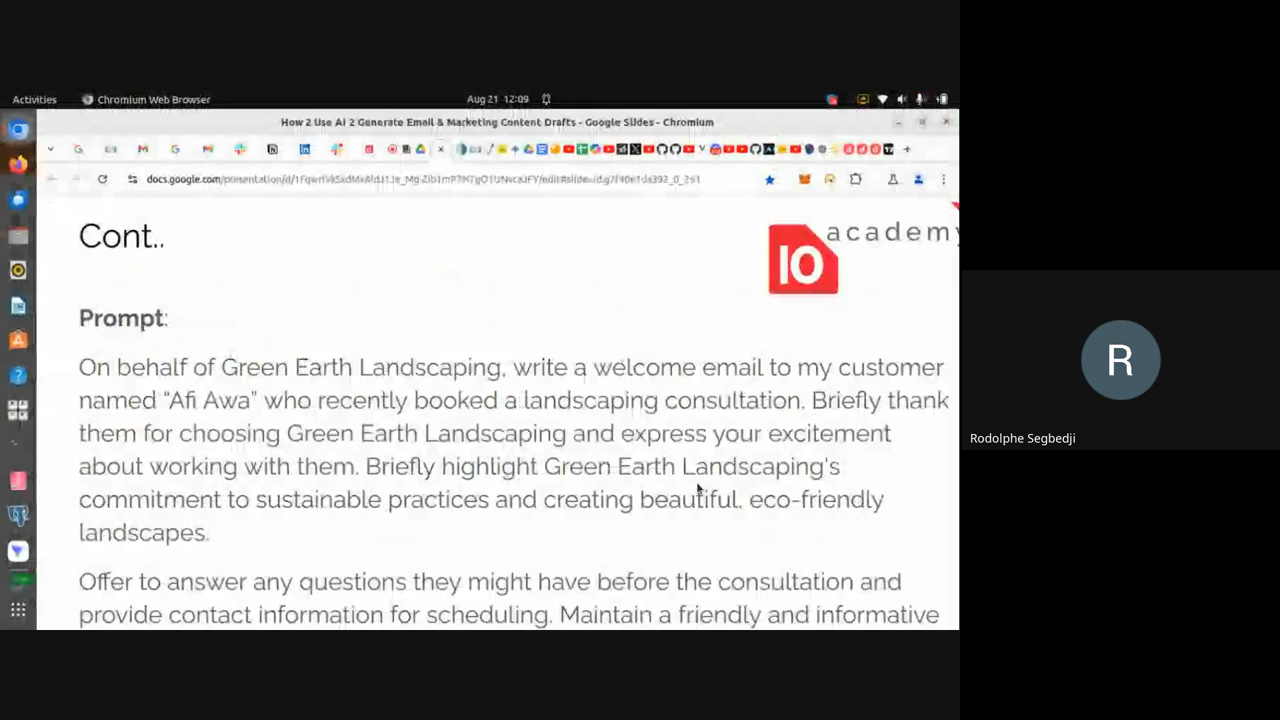 Activities
Chromium Web Browser
Aug 21 12:09
How 2 Use Ai 2 Generate Email & Marketing Content Drafts - Google Slides - Chromium
Cont..
10
academy
Prompt:
On behalf of Green Earth Landscaping, write a welcome email to my customer
named “Afi Awa” who recently booked a landscaping consultation. Briefly thank
them for choosing Green Earth Landscaping and express your excitement
about working with them. Briefly highlight Green Earth Landscaping's
commitment to sustainable practices and creating beautiful, eco-friendly
landscapes.
Offer to answer any questions they might have before the consultation and
provide contact information for scheduling. Maintain a friendly and informative
R
Rodolphe Segbedji